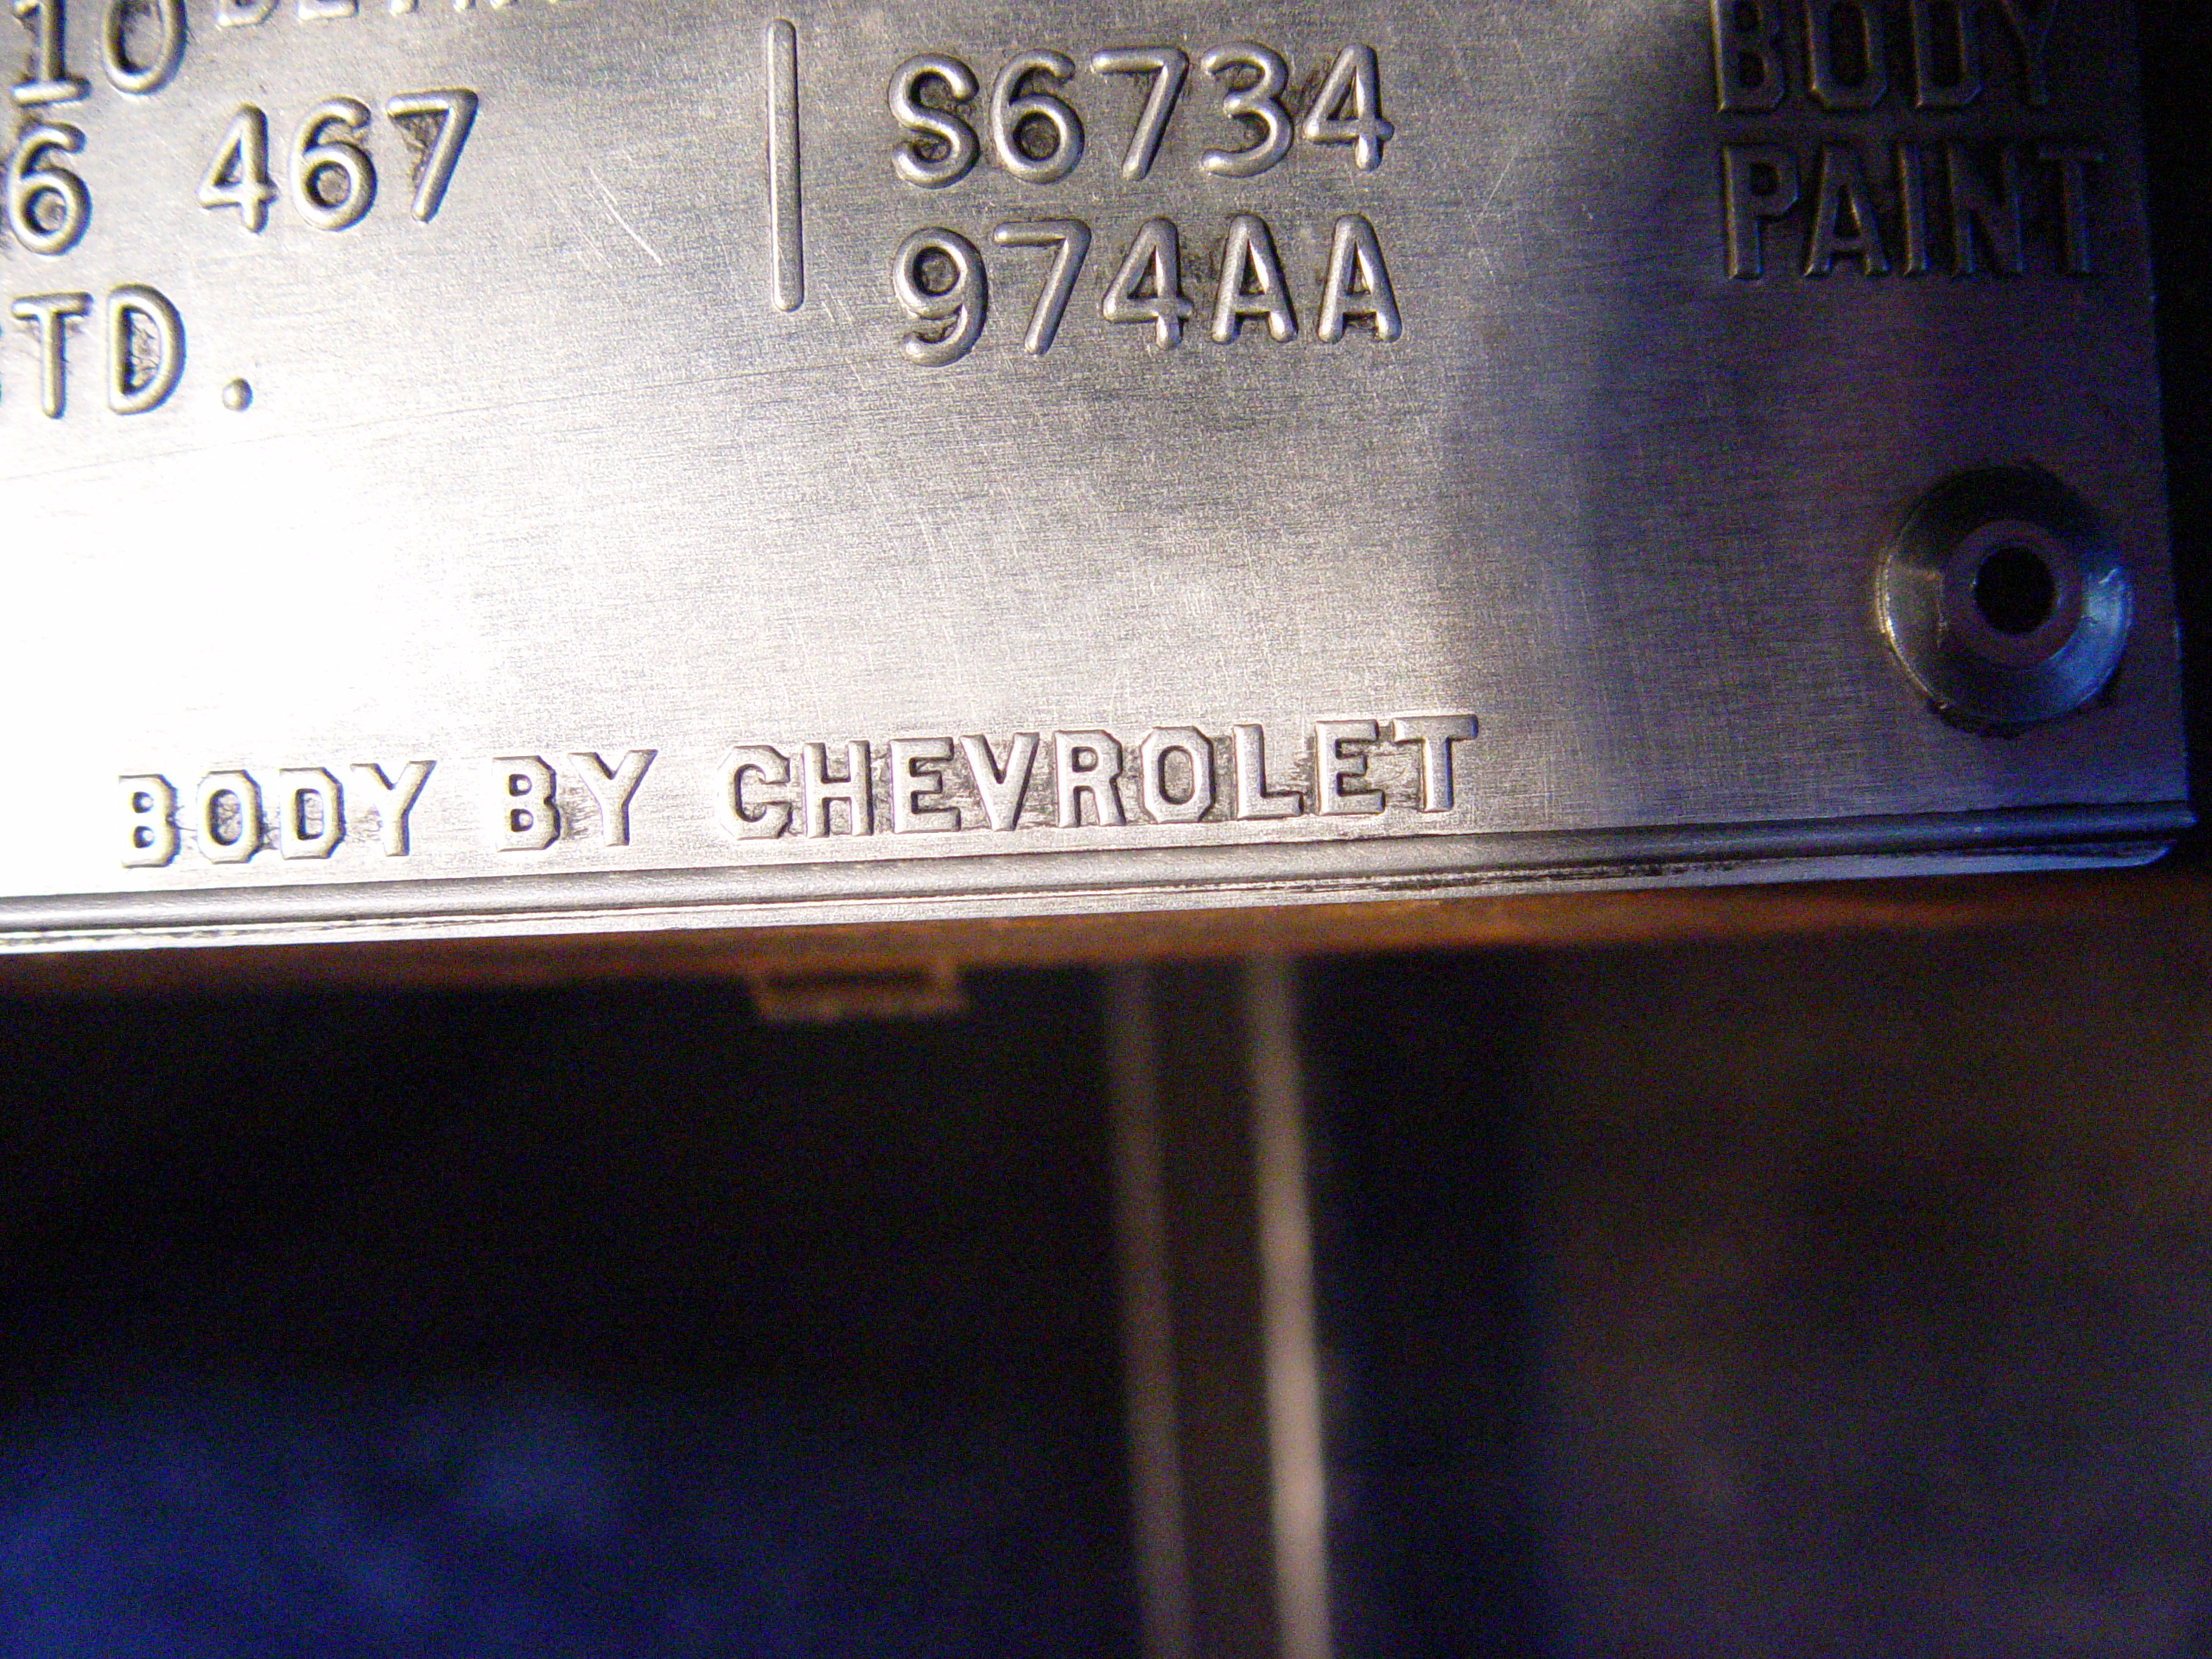 10
6 467
S6734
BODY
974AA
PAINT
TD.
BODY BY CHEVROLET